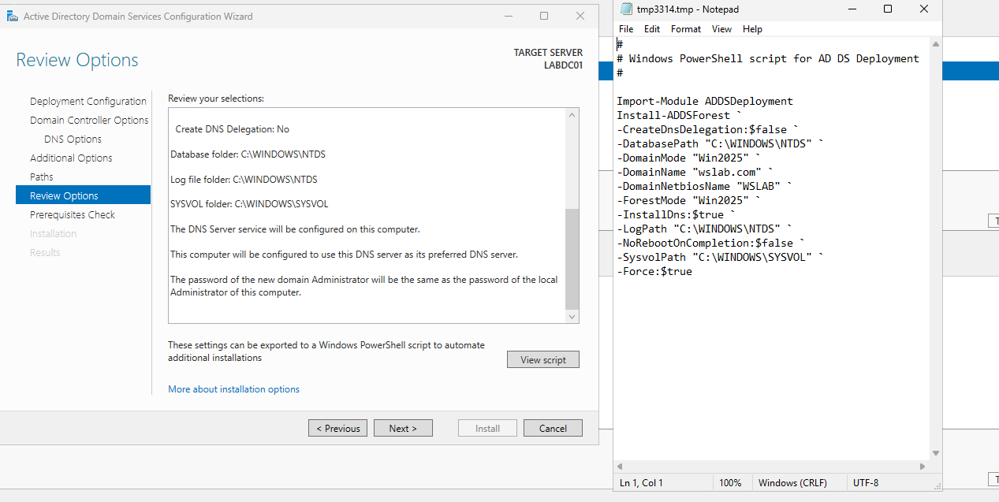 Active Directory Domain Services Configuration Wizard
Review Options
TARGET SERVER
LABDC01
Deployment Configuration
Domain Controller Options
DNS Options
Additional Options
Paths
Review Options
Prerequisites Check
Installation
Results
Review your selections:
Create DNS Delegation: No
Database folder: C:\WINDOWS\NTDS
Log file folder: C:\WINDOWS\NTDS
SYSVOL folder: C:\WINDOWS\SYSVOL
The DNS Server service will be configured on this computer.
This computer will be configured to use this DNS server as its preferred DNS server.
The password of the new domain Administrator will be the same as the password of the local
Administrator of this computer.
These settings can be exported to a Windows PowerShell script to automate
additional installations
View script
More about installation options
< Previous
Next >
Install
Cancel
tmp3314.tmp - Notepad
File Edit Format View Help
#
# Windows PowerShell script for AD DS Deployment
#
Import-Module ADDSDeployment
Install-ADDSForest `
-CreateDnsDelegation:$false `
-DatabasePath "C:\WINDOWS\NTDS" `
-DomainMode "Win2025" `
-DomainName "wslab.com" `
-DomainNetbiosName "WSLAB" `
-ForestMode "Win2025" `
-InstallDns:$true `
-LogPath "C:\WINDOWS\NTDS" `
-NoRebootOnCompletion:$false `
-SysvolPath "C:\WINDOWS\SYSVOL" `
-Force:$true
Ln 1, Col 1
100%
Windows (CRLF)
UTF-8